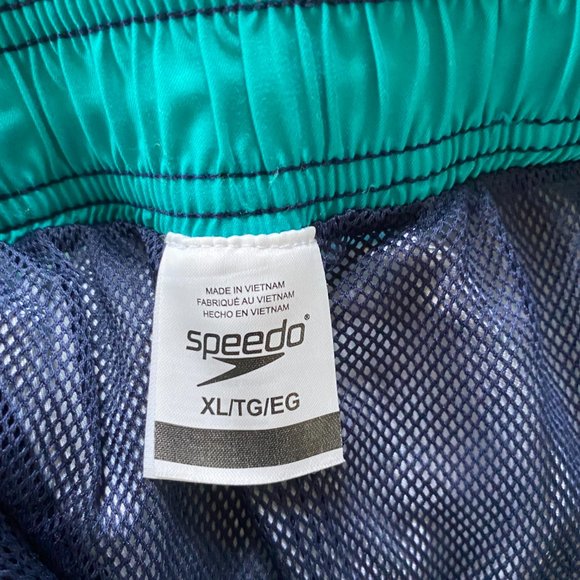 MADE IN VIETNAM
FABRIQUÉ AU VIETNAM
HECHO EN VIETNAM
speedo®
XL/TG/EG